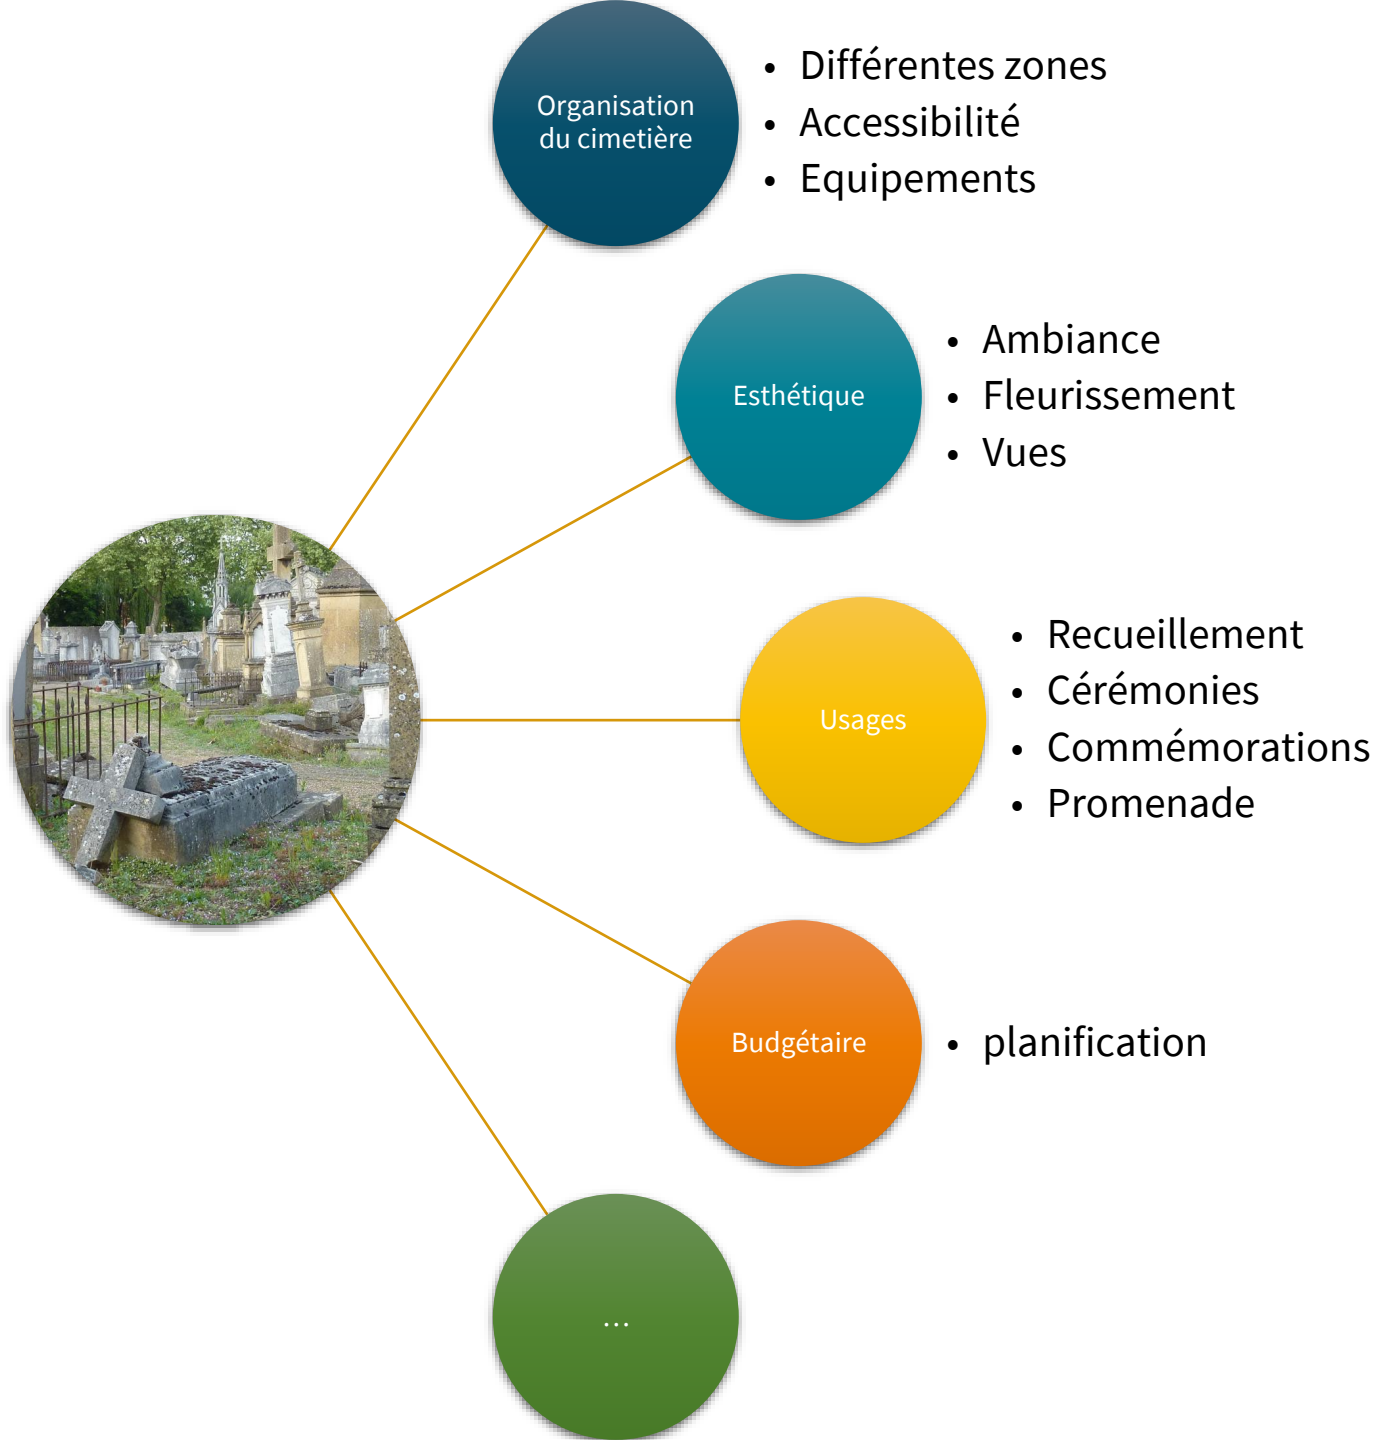 Organisation
du cimetière
• Différentes zones
• Accessibilité
• Equipements
Esthétique
• Ambiance
• Fleurissement
• Vues
Usages
• Recueillement
• Cérémonies
• Commémorations
• Promenade
Budgétaire
• planification
...